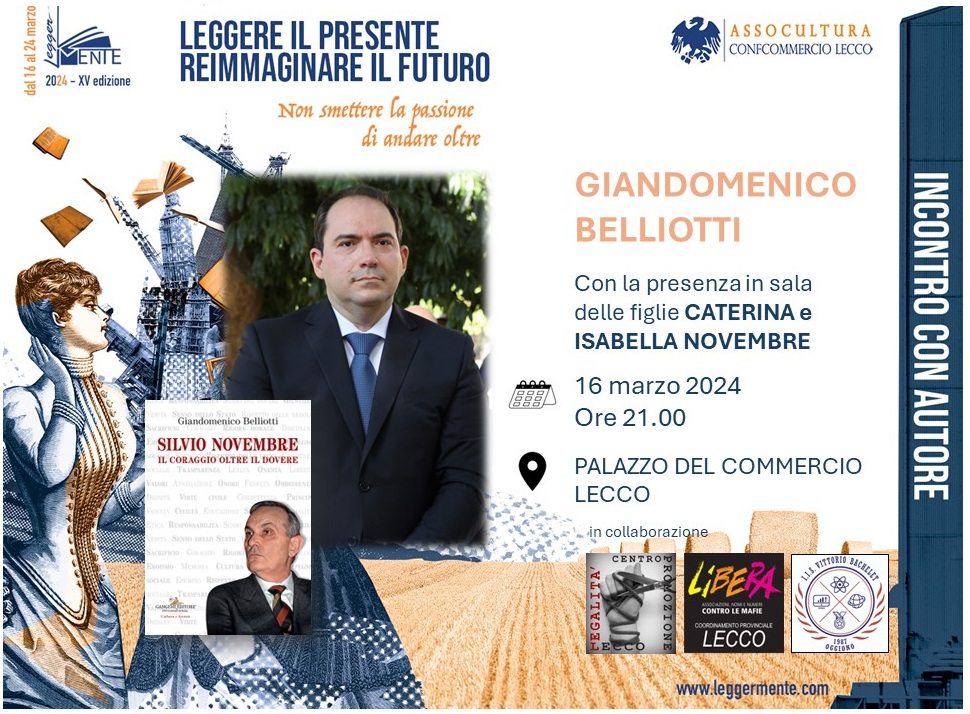 dal 16 al 24 marzo
legger
MENTE
2024 - XV edizione
LEGGERE IL PRESENTE
REIMMAGINARE IL FUTURO
Non smettere la passione
di andare oltre
ASSOCULTURA
CONFCOMMERCIO LECCO
GIANDOMENICO
BELLIOTTI
Con la presenza in sala
delle figlie CATERINA e
ISABELLA NOVEMBRE
16 marzo 2024
Ore 21.00
PALAZZO DEL COMMERCIO
LECCO
in collaborazione
INCONTRO CON AUTORE
Giandomenico Belliotti
SILVIO NOVEMBRE
IL CORAGGIO OLTRE IL DOVERE
GANGEMI EDITORE
CENTRO
PROMOZIONE
LEGALITA'
LECCO
LiBERA
ASSOCIAZIONI, NOMI E NUMERI
CONTRO LE MAFIE
COORDINAMENTO PROVINCIALE
LECCO
I.I.S. VITTORIO BACHELET
1987
OGGIONO
www.leggermente.com